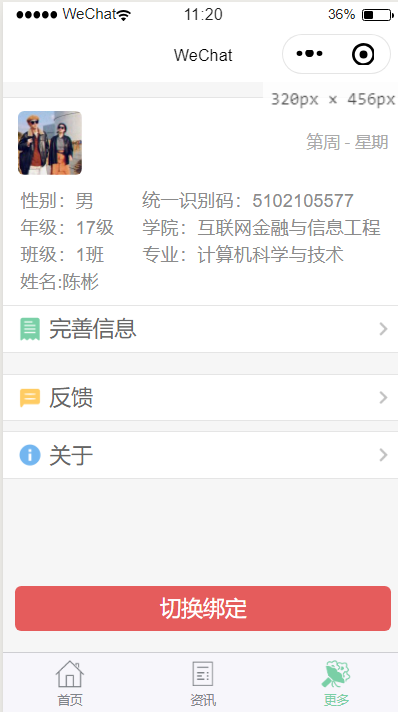 ●●●●● WeChat 11:20 36%
WeChat
320px × 456px
第周 - 星期
性别：男 统一识别码：5102105577
年级：17级 学院：互联网金融与信息工程
班级：1班 专业：计算机科学与技术
姓名:陈彬
完善信息
反馈
关于
切换绑定
首页 资讯 更多